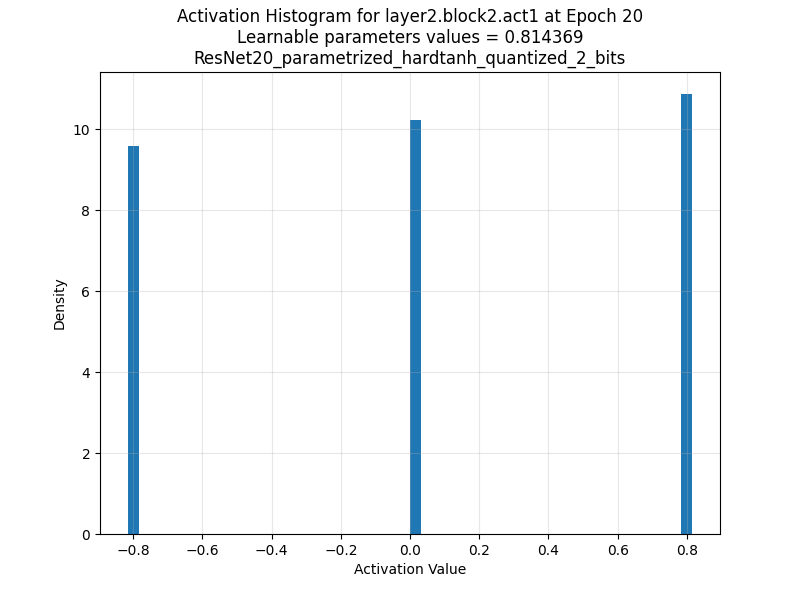 Activation Histogram for layer2.block2.act1 at Epoch 20
Learnable parameters values = 0.814369
ResNet20_parametrized_hardtanh_quantized_2_bits
10
8
6
4
2
0
Density
−0.8 −0.6 −0.4 −0.2 0.0 0.2 0.4 0.6 0.8
Activation Value